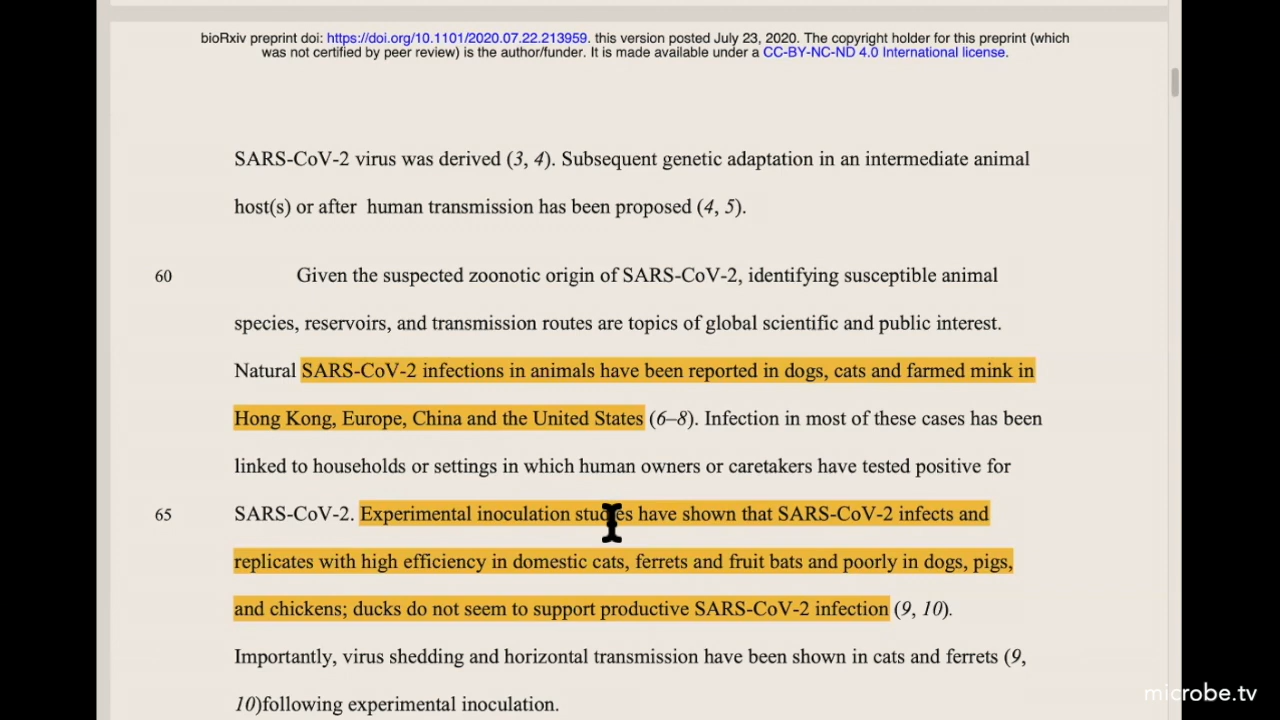 bioRxiv preprint doi: https://doi.org/10.1101/2020.07.22.213959. this version posted July 23, 2020. The copyright holder for this preprint (which
was not certified by peer review) is the author/funder. It is made available under a CC-BY-NC-ND 4.0 International license.
SARS-CoV-2 virus was derived (3, 4). Subsequent genetic adaptation in an intermediate animal
host(s) or after human transmission has been proposed (4, 5).
60 Given the suspected zoonotic origin of SARS-CoV-2, identifying susceptible animal
species, reservoirs, and transmission routes are topics of global scientific and public interest.
Natural SARS-CoV-2 infections in animals have been reported in dogs, cats and farmed mink in
Hong Kong, Europe, China and the United States (6–8). Infection in most of these cases has been
linked to households or settings in which human owners or caretakers have tested positive for
65 SARS-CoV-2. Experimental inoculation studies have shown that SARS-CoV-2 infects and
replicates with high efficiency in domestic cats, ferrets and fruit bats and poorly in dogs, pigs,
and chickens; ducks do not seem to support productive SARS-CoV-2 infection (9, 10).
Importantly, virus shedding and horizontal transmission have been shown in cats and ferrets (9,
10)following experimental inoculation.
microbe.tv